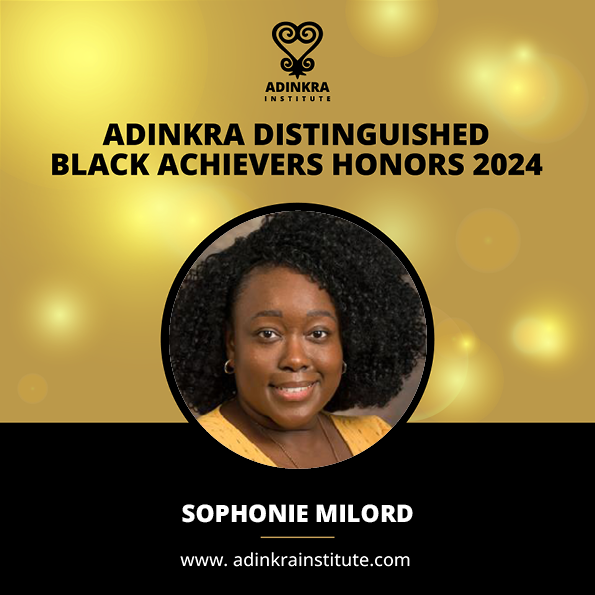 ADINKRA
INSTITUTE
ADINKRA DISTINGUISHED
BLACK ACHIEVERS HONORS 2024
SOPHONIE MILORD
www. adinkrainstitute.com